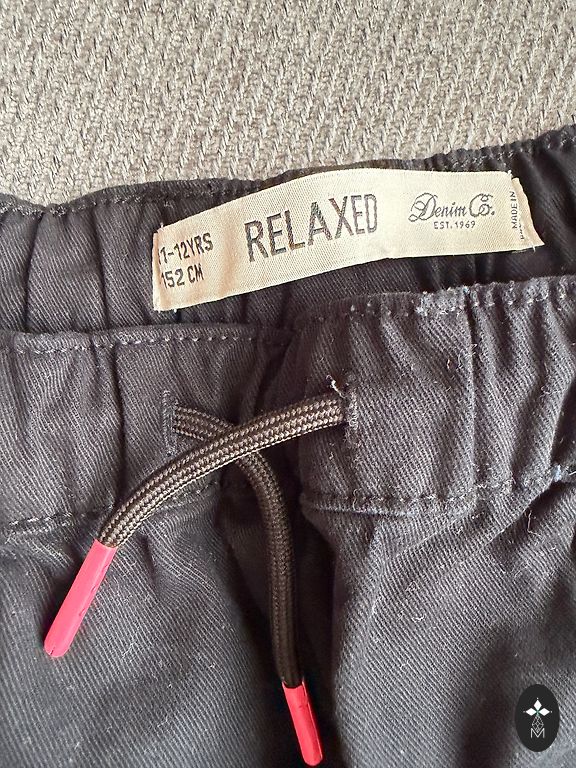 11-12YRS
152 CM
RELAXED
Denim Co.
EST. 1969
MADE IN
M